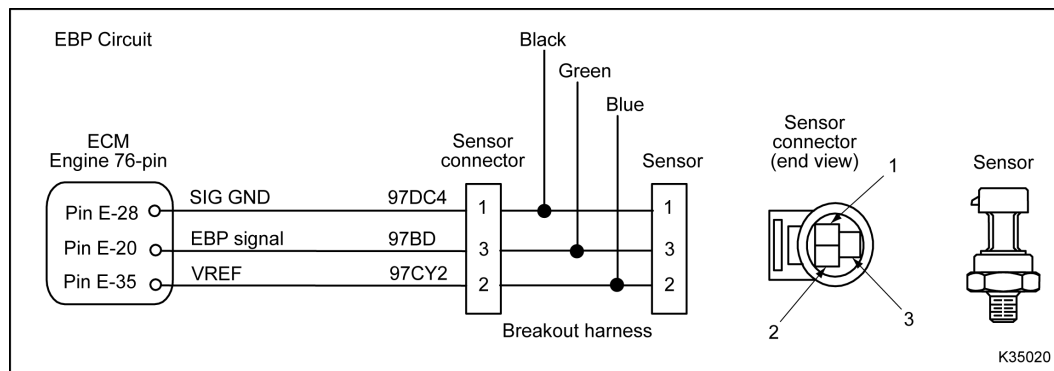 EBP Circuit
Black
Green
Blue
ECM
Engine 76-pin
Sensor
connector
Sensor
Sensor
connector
(end view)
Sensor
Pin E-28
SIG GND
97DC4
1
1
Pin E-20
EBP signal
97BD
3
3
Pin E-35
VREF
97CY2
2
2
Breakout harness
1
2
3
K35020